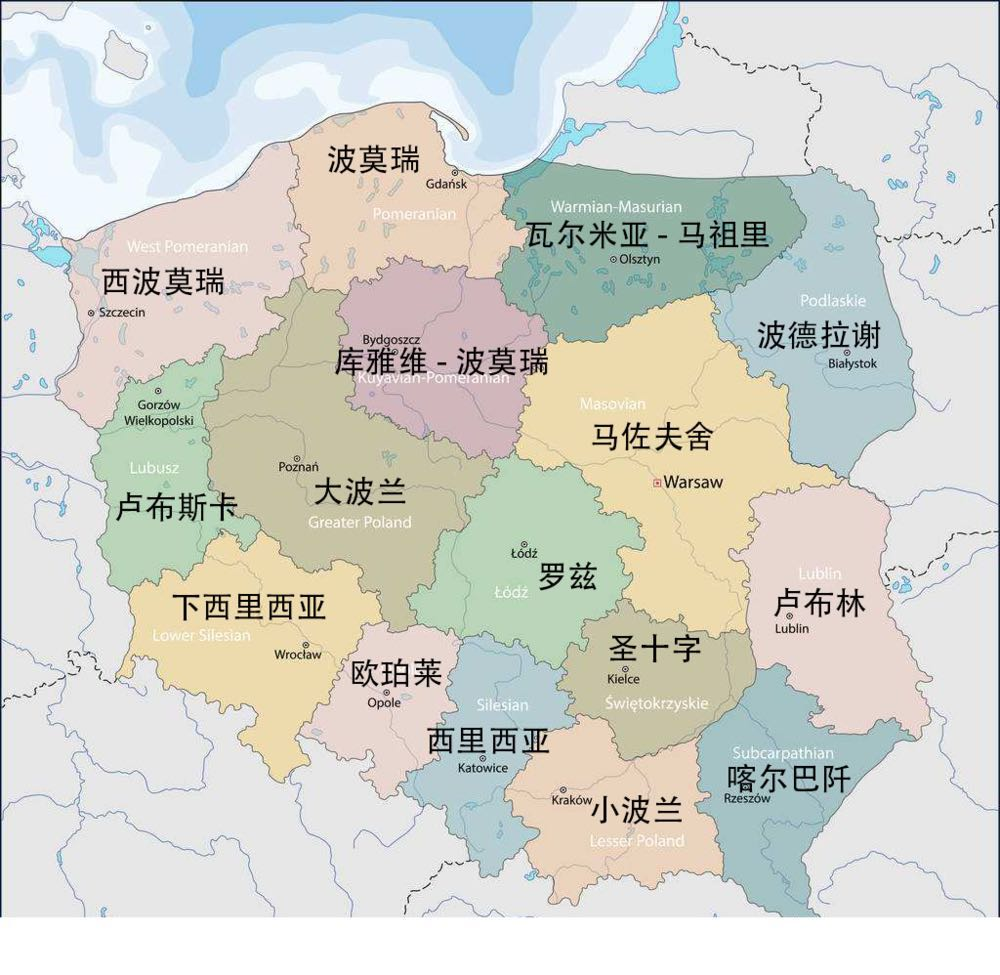 波莫瑞
Gdańsk
Pomeranian
Warmian-Masurian
瓦尔米亚 - 马祖里
Olsztyn
West Pomeranian
西波莫瑞
Szczecin
Podlaskie
波德拉谢
Białystok
Bydgoszcz
库雅维 - 波莫瑞
Kuyavian-Pomeranian
Gorzów
Wielkopolski
Masovian
马佐夫舍
Warsaw
Lubusz
卢布斯卡
Poznań
大波兰
Greater Poland
Łódź
罗兹
Łódź
Lublin
卢布林
Lublin
下西里西亚
Lower Silesian
Wrocław
欧珀莱
Opole
圣十字
Kielce
Świętokrzyskie
Silesian
西里西亚
Katowice
Subcarpathian
喀尔巴阡
Rzeszów
Kraków
小波兰
Lesser Poland